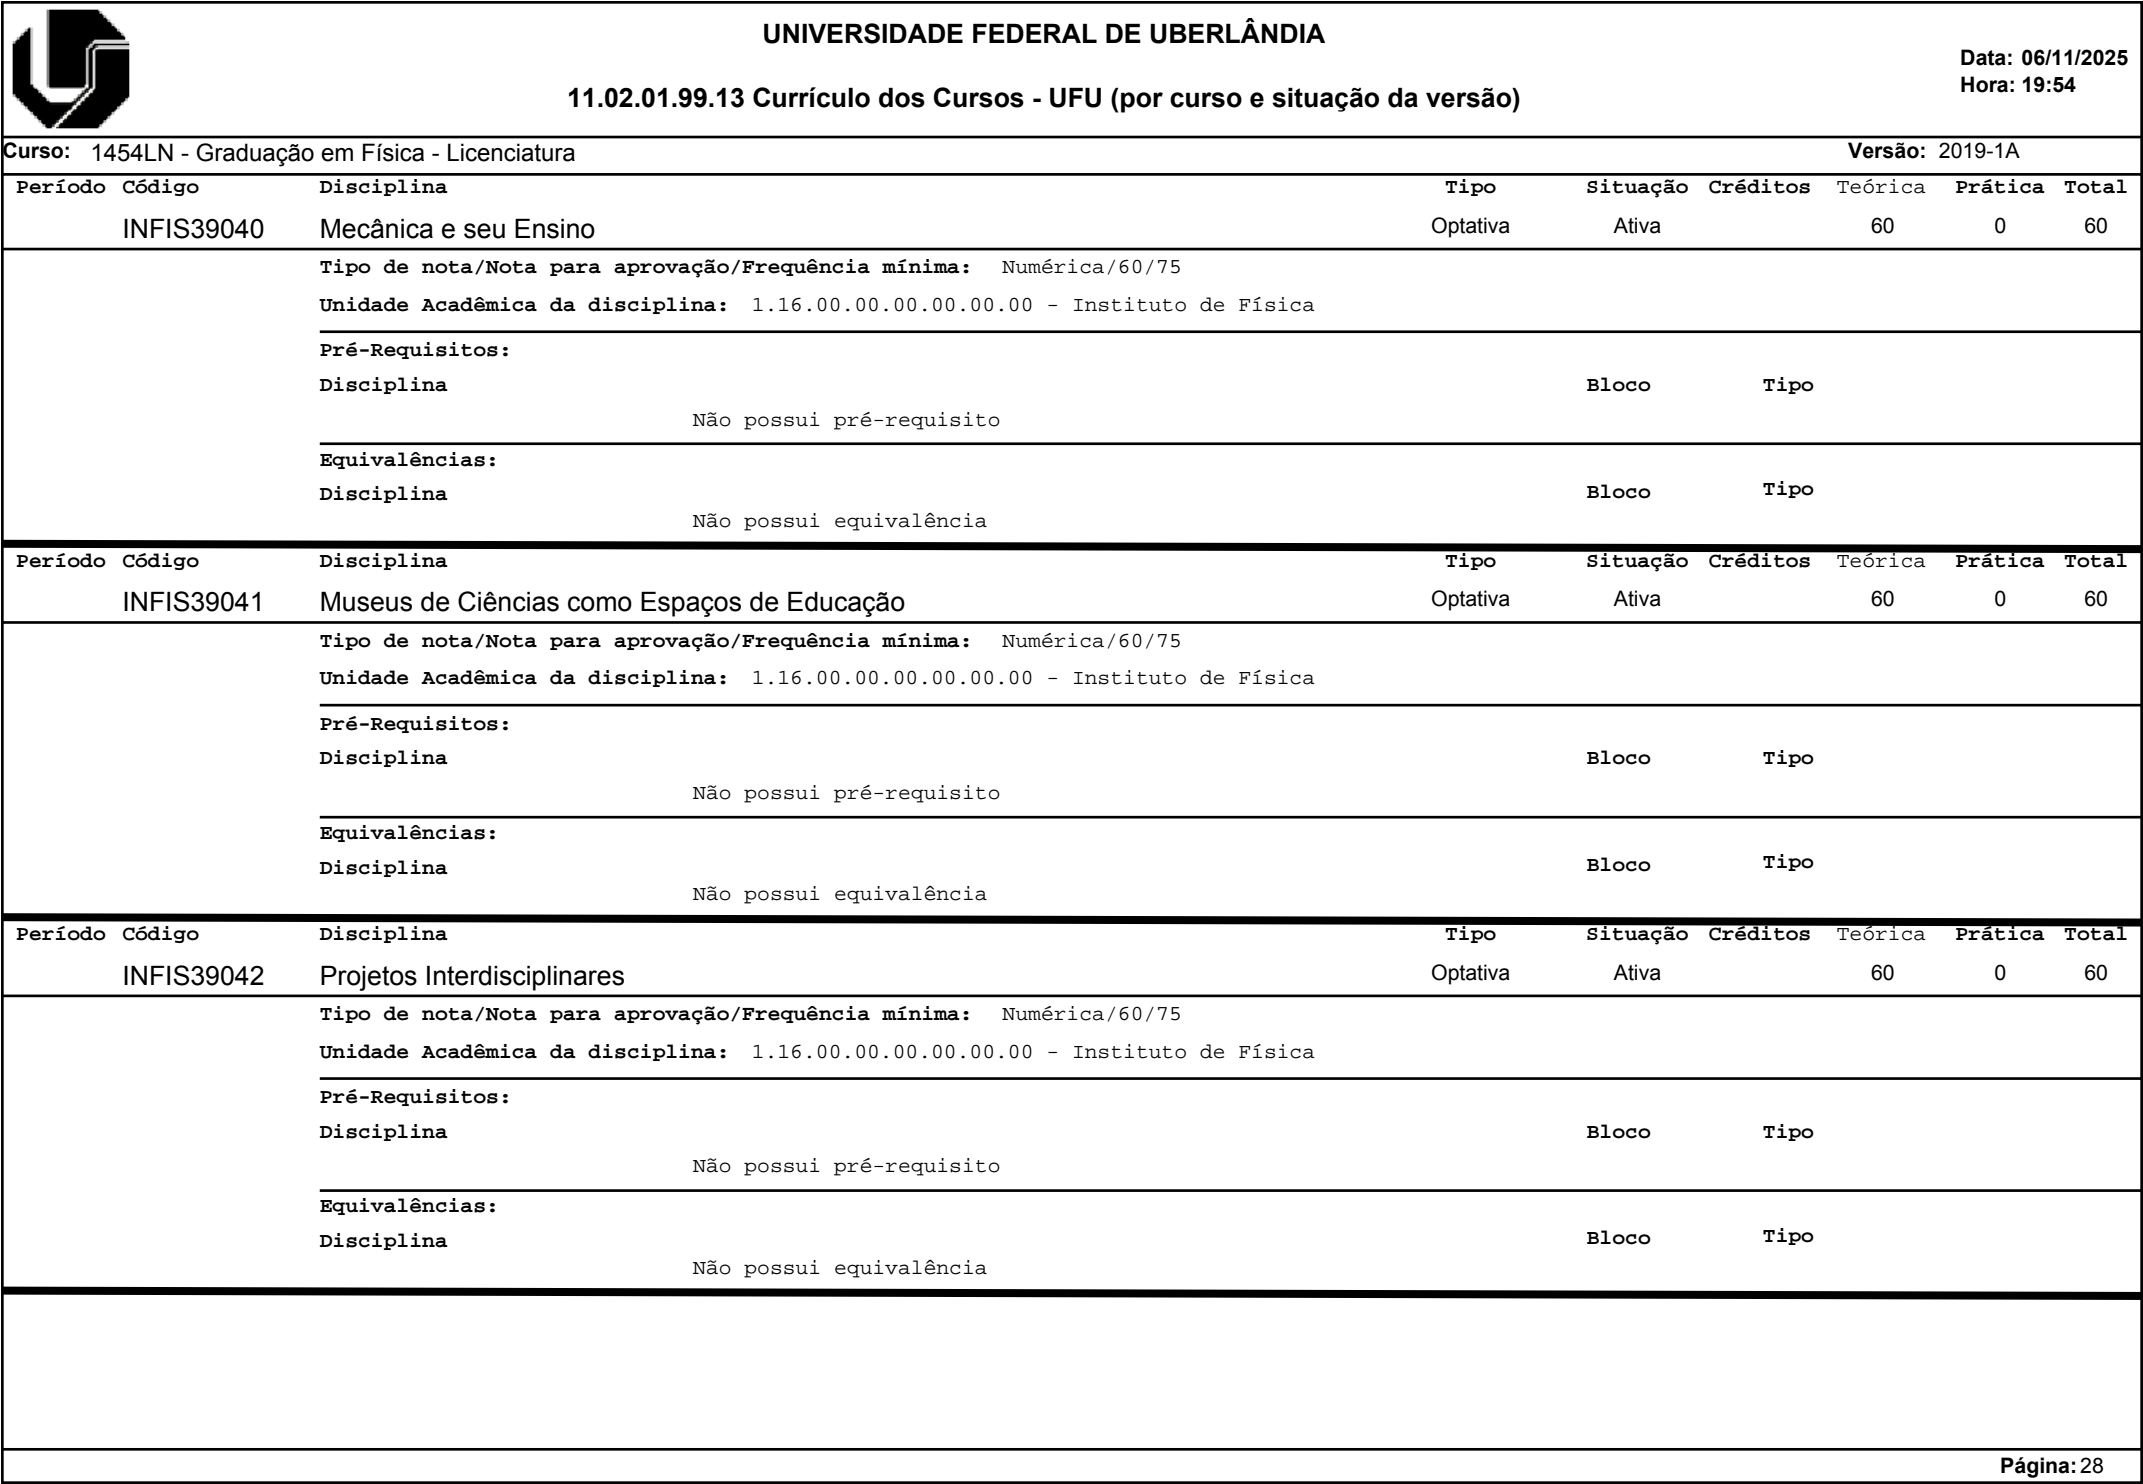 UNIVERSIDADE FEDERAL DE UBERLÂNDIA
Data: 06/11/2025
Hora: 19:54
11.02.01.99.13 Currículo dos Cursos - UFU (por curso e situação da versão)
Curso: 1454LN - Graduação em Física - Licenciatura Versão: 2019-1A
Período Código Disciplina Tipo Situação Créditos Teórica Prática Total
INFIS39040 Mecânica e seu Ensino Optativa Ativa 60 0 60
Tipo de nota/Nota para aprovação/Frequência mínima: Numérica/60/75
Unidade Acadêmica da disciplina: 1.16.00.00.00.00.00.00 - Instituto de Física
Pré-Requisitos:
Disciplina Bloco Tipo
Não possui pré-requisito
Equivalências:
Disciplina Bloco Tipo
Não possui equivalência
Período Código Disciplina Tipo Situação Créditos Teórica Prática Total
INFIS39041 Museus de Ciências como Espaços de Educação Optativa Ativa 60 0 60
Tipo de nota/Nota para aprovação/Frequência mínima: Numérica/60/75
Unidade Acadêmica da disciplina: 1.16.00.00.00.00.00.00 - Instituto de Física
Pré-Requisitos:
Disciplina Bloco Tipo
Não possui pré-requisito
Equivalências:
Disciplina Bloco Tipo
Não possui equivalência
Período Código Disciplina Tipo Situação Créditos Teórica Prática Total
INFIS39042 Projetos Interdisciplinares Optativa Ativa 60 0 60
Tipo de nota/Nota para aprovação/Frequência mínima: Numérica/60/75
Unidade Acadêmica da disciplina: 1.16.00.00.00.00.00.00 - Instituto de Física
Pré-Requisitos:
Disciplina Bloco Tipo
Não possui pré-requisito
Equivalências:
Disciplina Bloco Tipo
Não possui equivalência
Página: 28